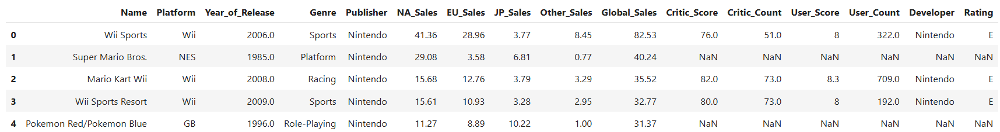 Name Platform Year_of_Release Genre Publisher NA_Sales EU_Sales JP_Sales Other_Sales Global_Sales Critic_Score Critic_Count User_Score User_Count Developer Rating
0 Wii Sports Wii 2006.0 Sports Nintendo 41.36 28.96 3.77 8.45 82.53 76.0 51.0 8 322.0 Nintendo E
1 Super Mario Bros. NES 1985.0 Platform Nintendo 29.08 3.58 6.81 0.77 40.24 NaN NaN NaN NaN NaN NaN
2 Mario Kart Wii Wii 2008.0 Racing Nintendo 15.68 12.76 3.79 3.29 35.52 82.0 73.0 8.3 709.0 Nintendo E
3 Wii Sports Resort Wii 2009.0 Sports Nintendo 15.61 10.93 3.28 2.95 32.77 80.0 73.0 8 192.0 Nintendo E
4 Pokemon Red/Pokemon Blue GB 1996.0 Role-Playing Nintendo 11.27 8.89 10.22 1.00 31.37 NaN NaN NaN NaN NaN NaN